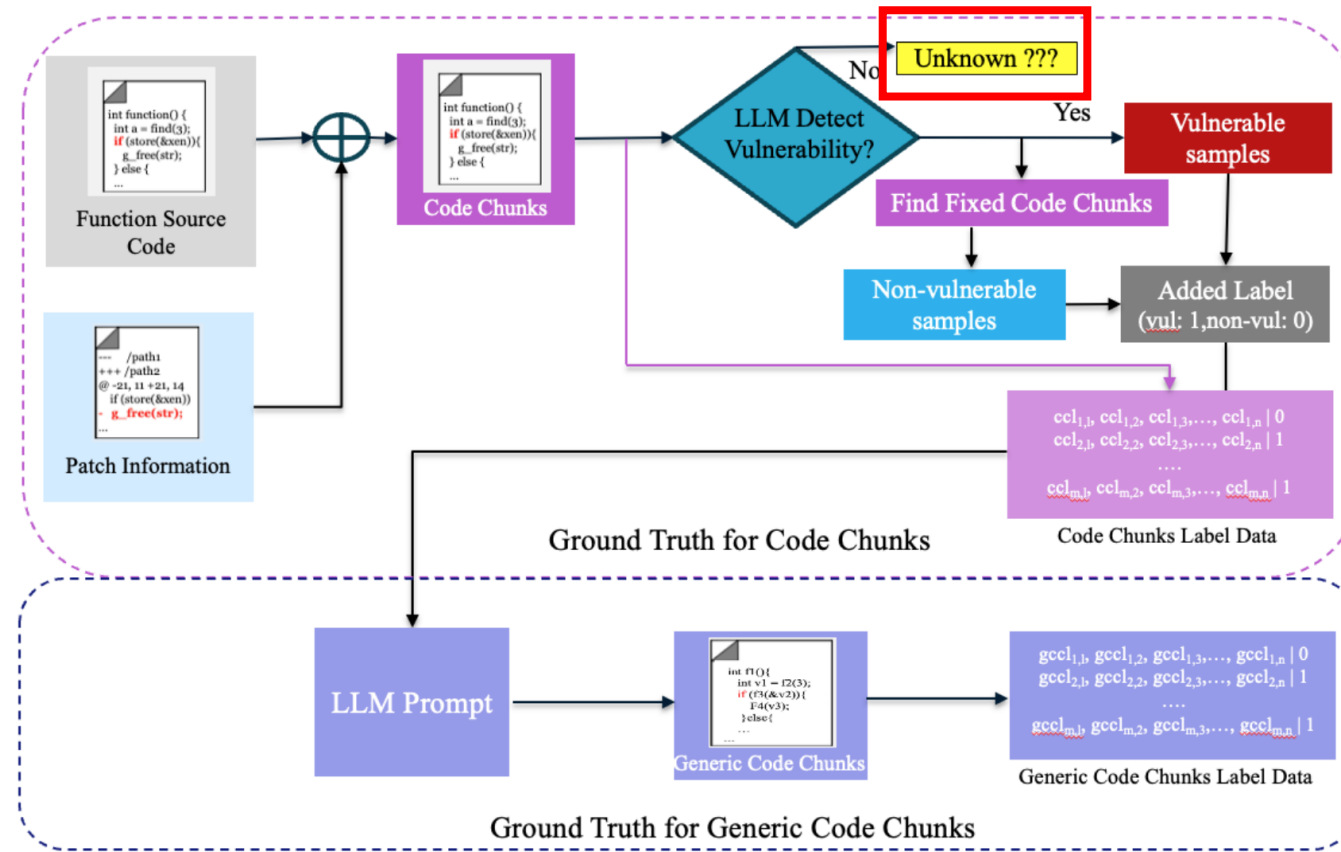 int function() {
int a = find(3);
if (store(&xen)){
g_free(str);
} else {
...
Function Source
Code
--- /path1
+++ /path2
@ -21, 11 +21, 14
if (store(&xen))
- g_free(str);
...
Patch Information
int function() {
int a = find(3);
if (store(&xen)){
g_free(str);
} else {
...
Code Chunks
LLM Detect
Vulnerability?
No
Unknown ???
Yes
Vulnerable
samples
Find Fixed Code Chunks
Non-vulnerable
samples
Added Label
(vul: 1,non-vul: 0)
ccl1,l, ccl1,2, ccl1,3,..., ccl1,n | 0
ccl2,l, ccl2,2, ccl2,3,..., ccl2,n | 1
....
cclm,l, cclm,2, cclm,3,..., cclm,n | 1
Code Chunks Label Data
Ground Truth for Code Chunks
LLM Prompt
int f1(){
int v1 = f2(3);
if (f3(&v2)){
F4(v3);
}else{
...
...
Generic Code Chunks
gccl1,l, gccl1,2, gccl1,3,..., gccl1,n | 0
gccl2,l, gccl2,2, gccl2,3,..., gccl2,n | 1
....
gcclm,l, gcclm,2, gcclm,3,..., gcclm,n | 1
Generic Code Chunks Label Data
Ground Truth for Generic Code Chunks